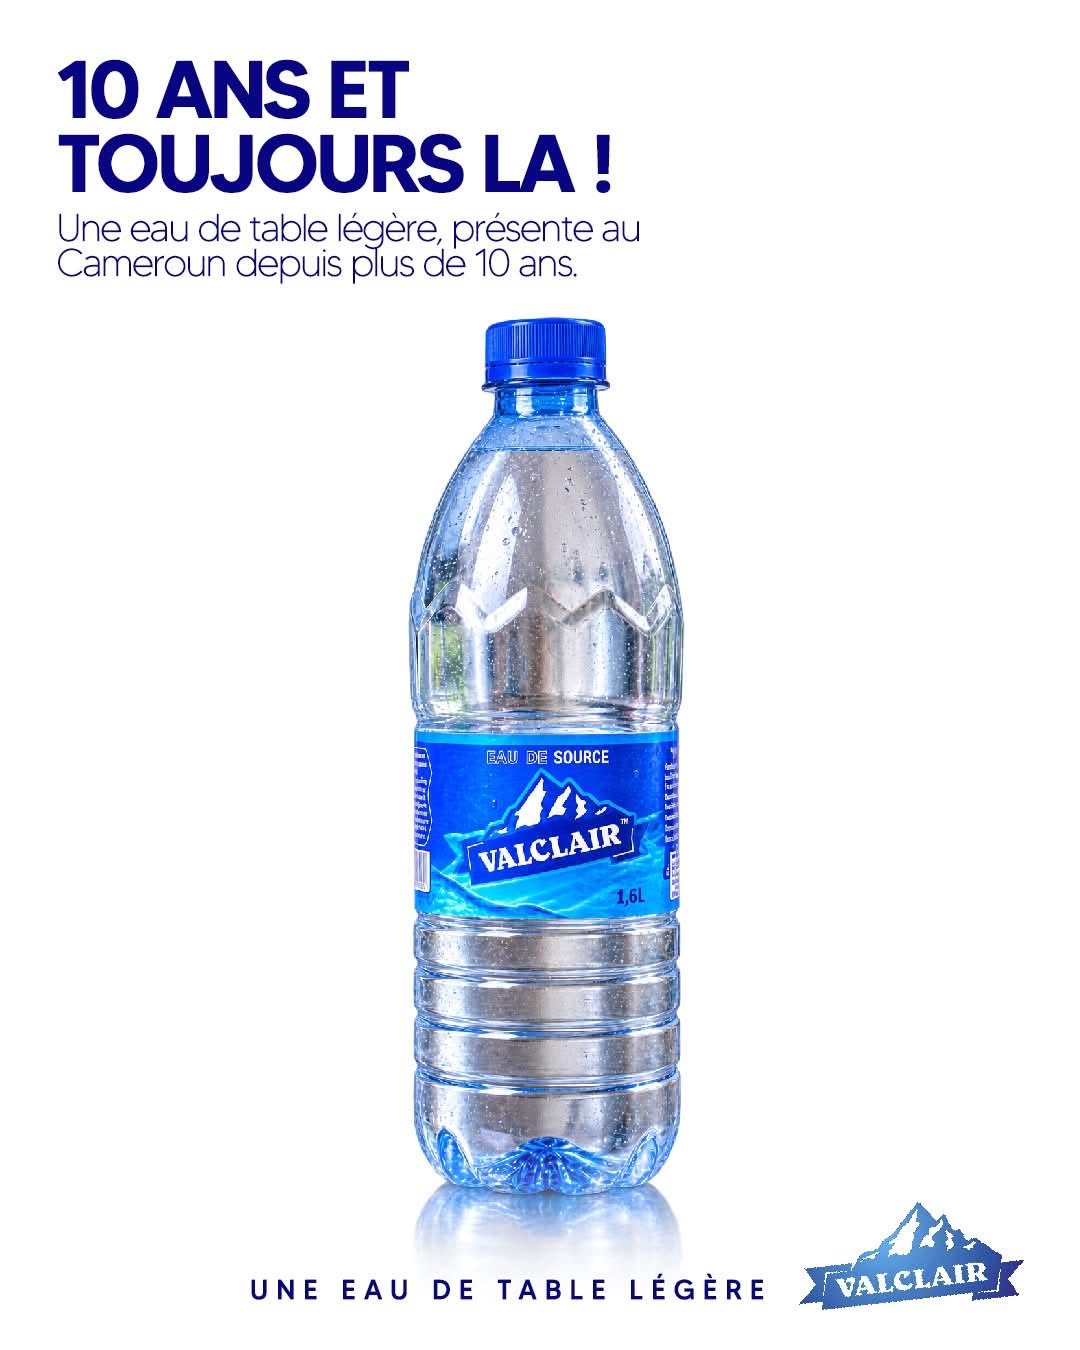 10 ANS ET
TOUJOURS LA !
Une eau de table légère, présente au
Cameroun depuis plus de 10 ans.
EAU DE SOURCE
VALCLAIR™
1,6L
UNE EAU DE TABLE LÉGÈRE
VALCLAIR